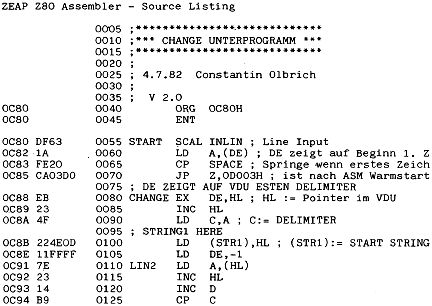 ZEAP Z80 Assembler - Source Listing
0005 ;*****************************
0010 ;*** CHANGE UNTERPROGRAMM ***
0015 ;*****************************
0020 ;
0025 ;  4.7.82  Constantin Olbrich
0030 ;
0035 ;   V 2.0
0C80 0040 ORG 0C80H
0C80 0045 ENT
0C80 DF63 0055 START SCAL INLIN ; Line Input
0C82 1A 0060 LD A,(DE) ; DE zeigt auf Beginn 1. Z
0C83 FE20 0065 CP SPACE ; Springe wenn erstes Zeich
0C85 CA03D0 0070 JP Z,0D003H ; ist nach ASM Warmstart
0075 ; DE ZEIGT AUF VDU ESTEN DELIMITER
0C88 EB 0080 CHANGE EX DE,HL ; HL := Pointer im VDU
0C89 23 0085 INC HL
0C8A 4F 0090 LD C,A ; C:= DELIMITER
0095 ; STRING1 HERE
0C8B 224E0D 0100 LD (STR1),HL ; (STR1):= START STRING
0C8E 11FFFF 0105 LD DE,-1
0C91 7E 0110 LIN2 LD A,(HL)
0C92 23 0115 INC HL
0C93 14 0120 INC D
0C94 B9 0125 CP C